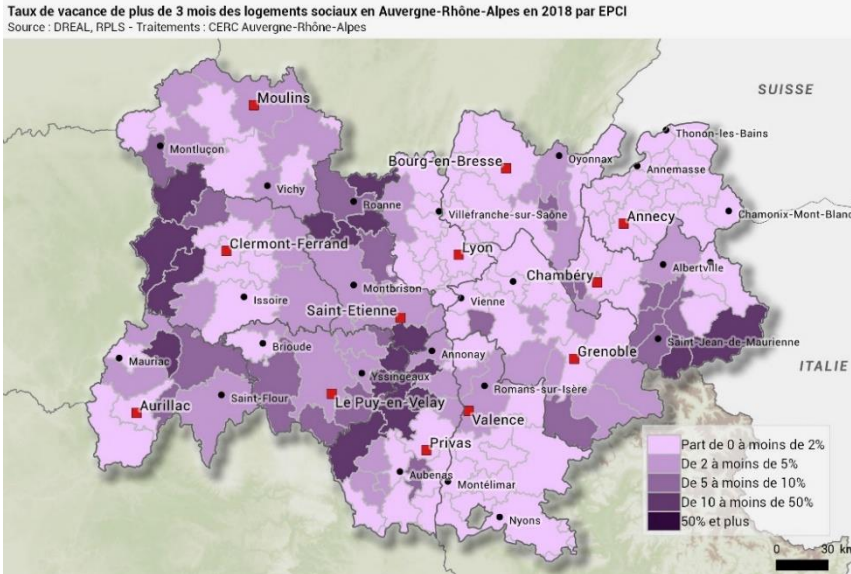 Taux de vacance de plus de 3 mois des logements sociaux en Auvergne-Rhône-Alpes en 2018 par EPCI
Source : DREAL, RPLS - Traitements : CERC Auvergne-Rhône-Alpes
SUISSE
Moulins
Thonon-les-Bains
Montluçon
Bourg-en-Bresse
Oyonnax
Annemasse
Vichy
Roanne
Villefranche-sur-Saône
Annecy
Chamonix-Mont-Blanc
Clermont-Ferrand
Lyon
Chambéry
Albertville
Issoire
Montbrison
Vienne
Saint-Etienne
Saint-Jean-de-Maurienne
Brioude
Grenoble
Mauriac
Annonay
ITALIE
Yssingeaux
Romans-sur-Isère
Aurillac
Saint-Flour
Le Puy-en-Velay
Valence
Privas
Aubenas
Montélimar
Nyons
Part de 0 à moins de 2%
De 2 à moins de 5%
De 5 à moins de 10%
De 10 à moins de 50%
50% et plus
0 30 km